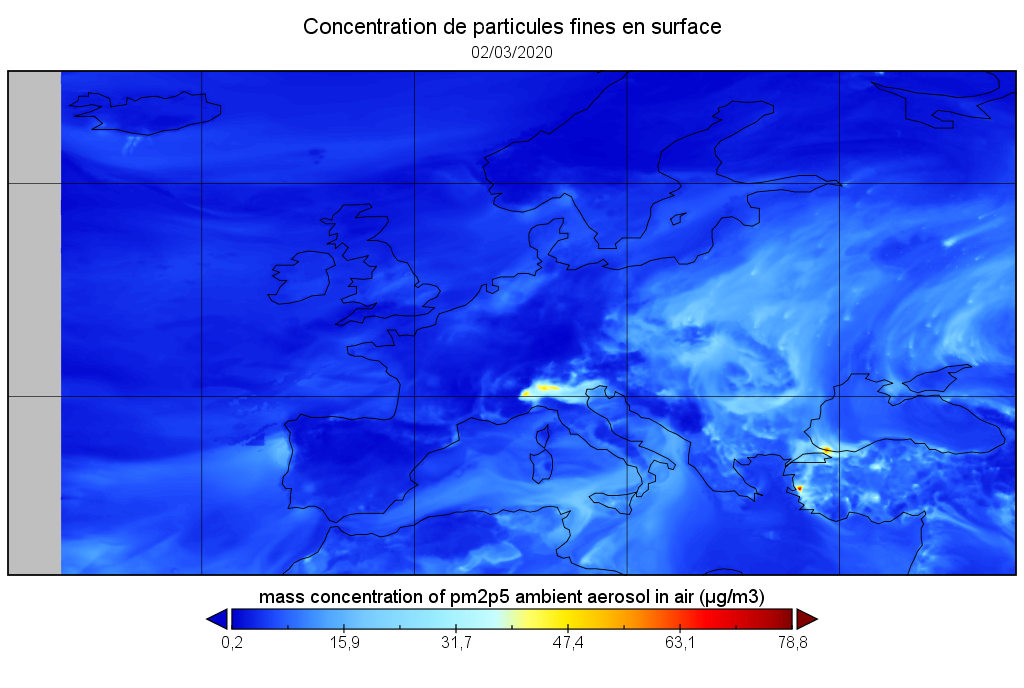 Concentration de particules fines en surface
02/03/2020
mass concentration of pm2p5 ambient aerosol in air (µg/m3)
0,2 15,9 31,7 47,4 63,1 78,8